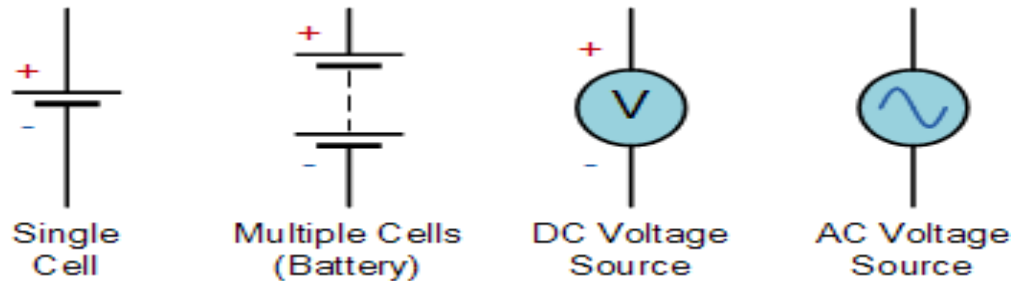 +
-
Single
Cell
+
-
Multiple Cells
(Battery)
+
V
-
DC Voltage
Source
AC Voltage
Source